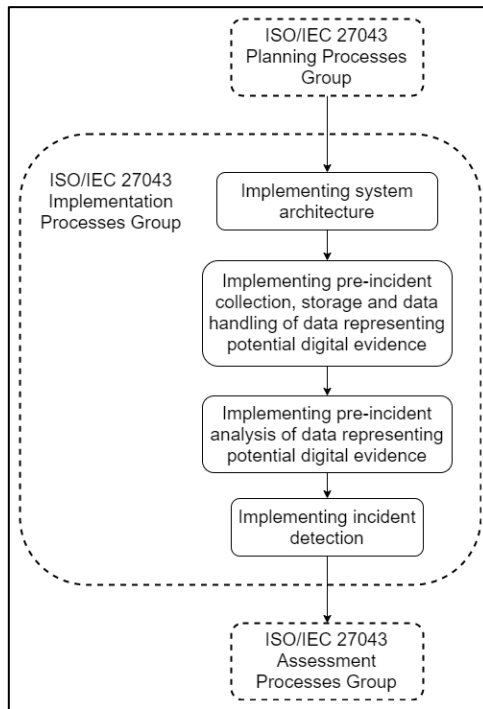 ISO/IEC 27043
Planning Processes
Group
ISO/IEC 27043
Implementation
Processes Group
Implementing system
architecture
Implementing pre-incident
collection, storage and data
handling of data representing
potential digital evidence
Implementing pre-incident
analysis of data representing
potential digital evidence
Implementing incident
detection
ISO/IEC 27043
Assessment
Processes Group